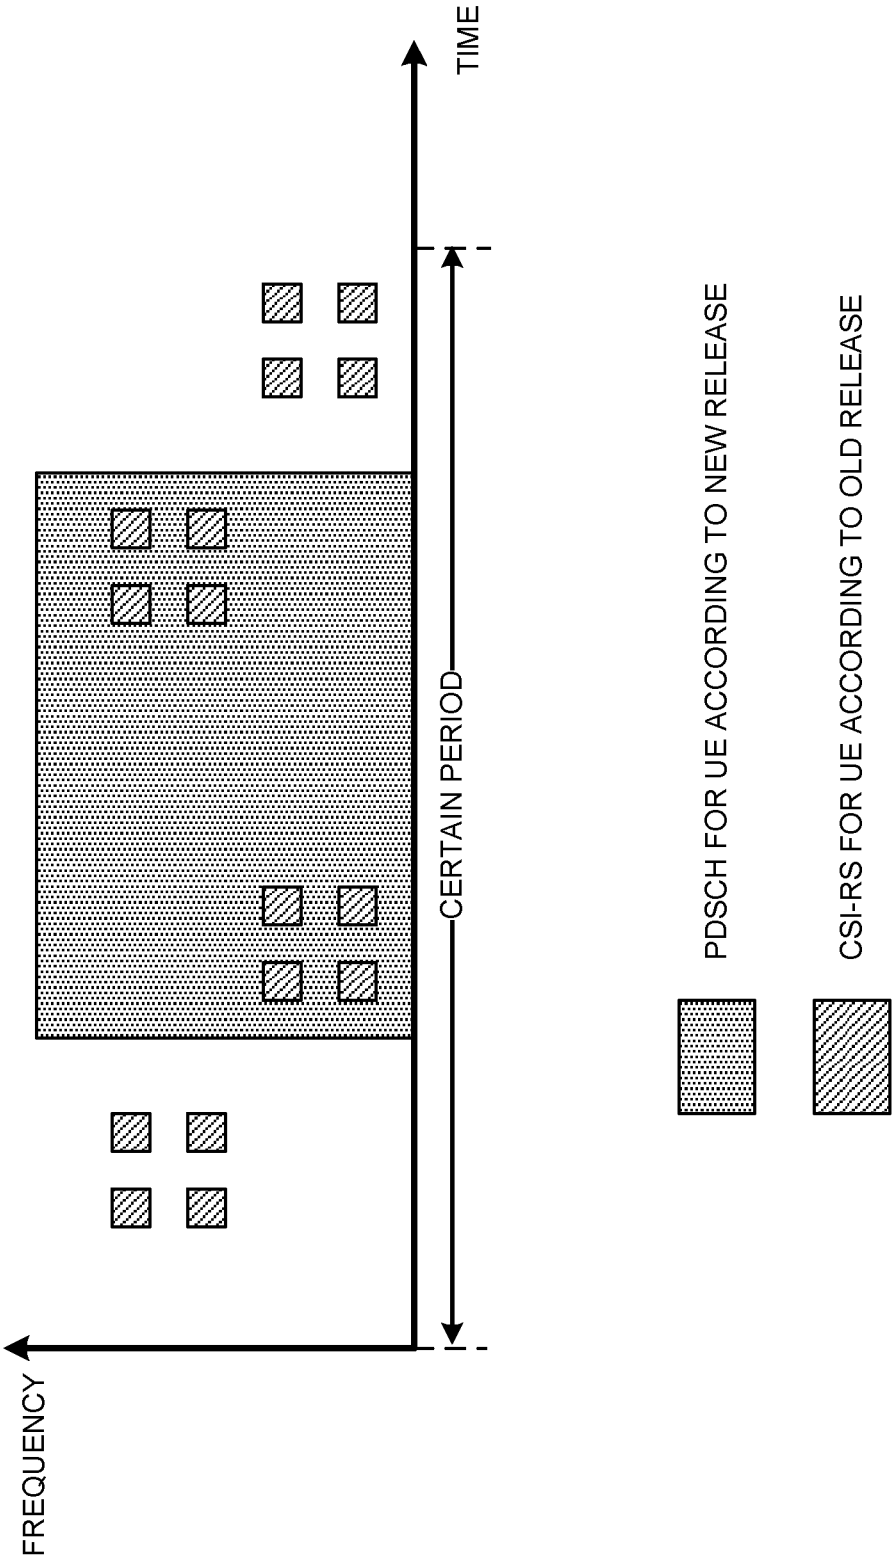 FREQUENCY
TIME
CERTAIN PERIOD
PDSCH FOR UE ACCORDING TO NEW RELEASE
CSI-RS FOR UE ACCORDING TO OLD RELEASE